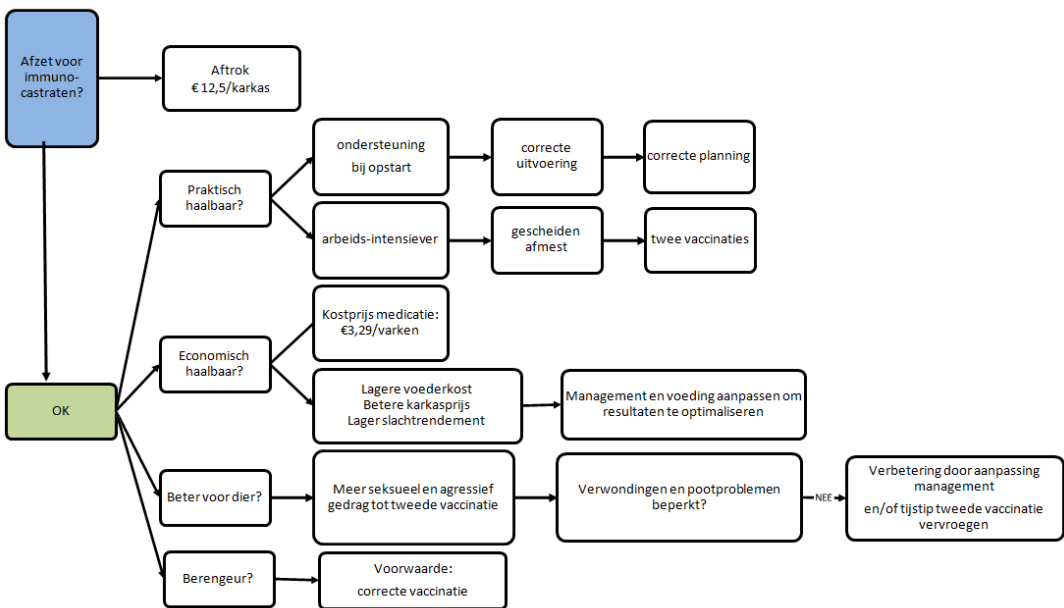 Afzet voor
immuno-
castraten?
Aftrok
€ 12,5/karkas
ondersteuning
bij opstart
correcte
uitvoering
correcte planning
Praktisch
haalbaar?
arbeids-intensiever
gescheiden
afmest
twee vaccinaties
Kostprijs medicatie:
€3,29/varken
Economisch
haalbaar?
Lagere voederkost
Betere karkasprijs
Lager slachtrendement
Management en voeding aanpassen om
resultaten te optimaliseren
OK
Beter voor dier?
Meer seksueel en agressief
gedrag tot tweede vaccinatie
Verwondingen en pootproblemen
beperkt?
NEE
Verbetering door aanpassing
management
en/of tijstip tweede vaccinatie
vervroegen
Berengeur?
Voorwaarde:
correcte vaccinatie